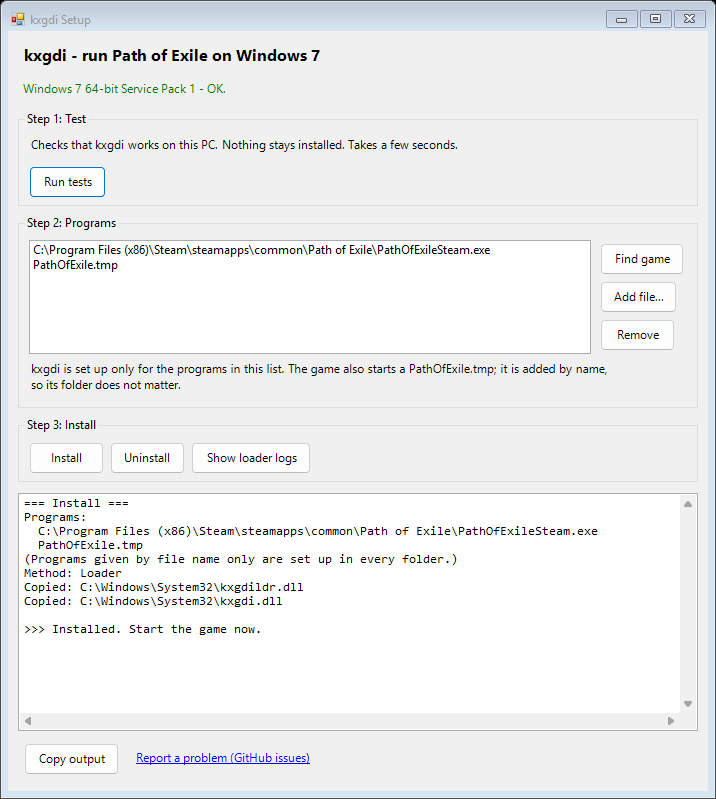 kxgdi Setup
kxgdi - run Path of Exile on Windows 7
Windows 7 64-bit Service Pack 1 - OK.
Step 1: Test
Checks that kxgdi works on this PC. Nothing stays installed. Takes a few seconds.
Run tests
Step 2: Programs
C:\Program Files (x86)\Steam\steamapps\common\Path of Exile\PathOfExileSteam.exe
PathOfExile.tmp
Find game
Add file...
Remove
kxgdi is set up only for the programs in this list. The game also starts a PathOfExile.tmp; it is added by name,
so its folder does not matter.
Step 3: Install
Install
Uninstall
Show loader logs
=== Install ===
Programs:
  C:\Program Files (x86)\Steam\steamapps\common\Path of Exile\PathOfExileSteam.exe
  PathOfExile.tmp
(Programs given by file name only are set up in every folder.)
Method: Loader
Copied: C:\Windows\System32\kxgdildr.dll
Copied: C:\Windows\System32\kxgdi.dll
>>> Installed. Start the game now.
Copy output
Report a problem (GitHub issues)